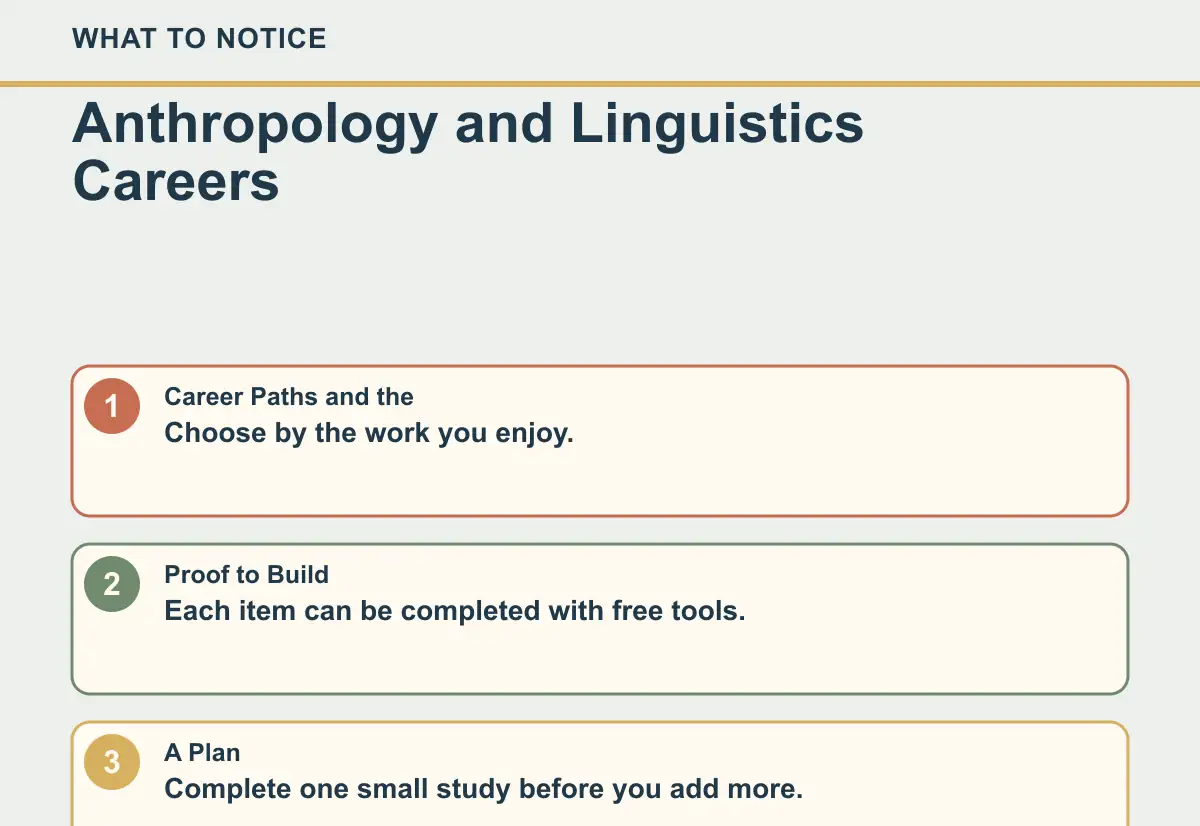 WHAT TO NOTICE
Anthropology and Linguistics
Careers
1
Career Paths and the
Choose by the work you enjoy.
2
Proof to Build
Each item can be completed with free tools.
3
A Plan
Complete one small study before you add more.